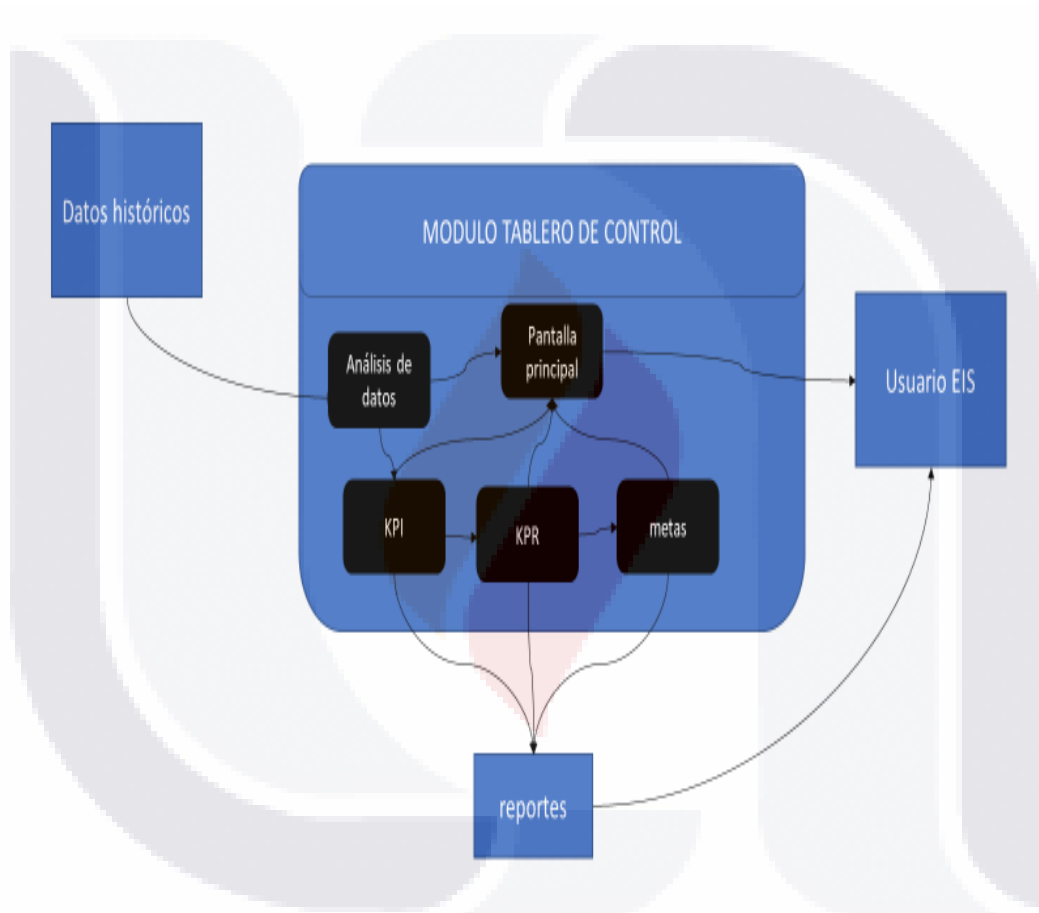 Datos históricos
MODULO TABLERO DE CONTROL
Pantalla
principal
Análisis de
datos
Usuario EIS
KPI
KPR
metas
reportes